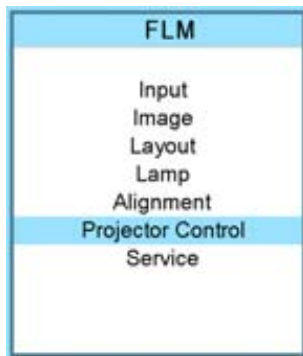 FLM
Input
Image
Layout
Lamp
Alignment
Projector Control
Service